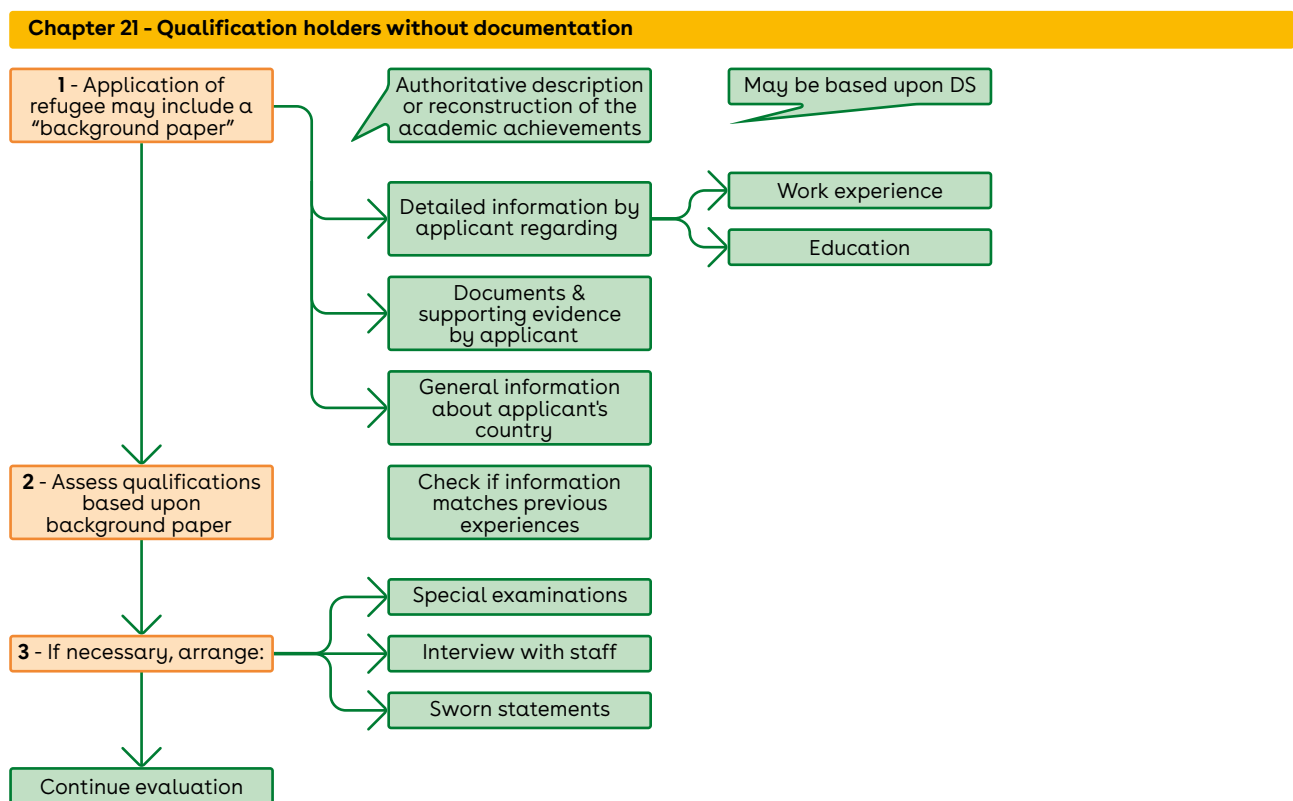 Chapter 21 - Qualification holders without documentation
1 - Application of
refugee may include a
“background paper”
Authoritative description
or reconstruction of the
academic achievements
May be based upon DS
Detailed information by
applicant regarding
Work experience
Education
Documents &
supporting evidence
by applicant
General information
about applicant's
country
2 - Assess qualifications
based upon
background paper
Check if information
matches previous
experiences
Special examinations
3 - If necessary, arrange:
Interview with staff
Sworn statements
Continue evaluation